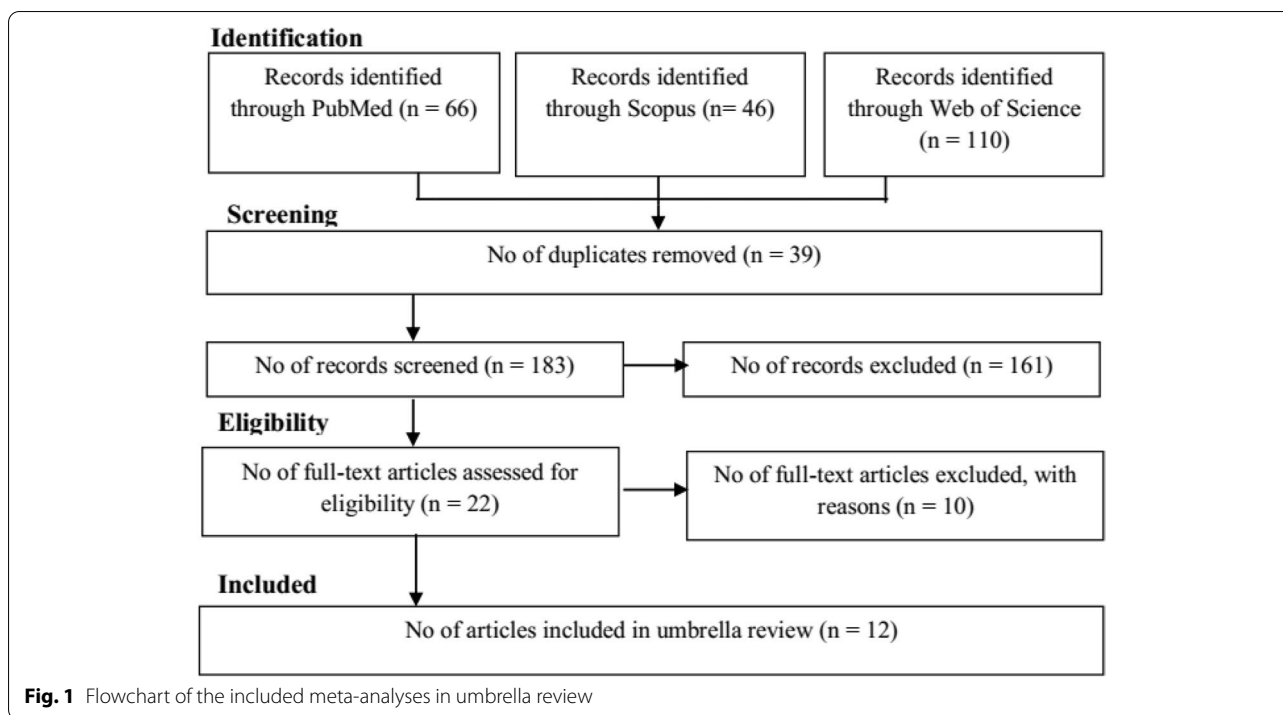 Identification
Records identified
through PubMed (n = 66)
Records identified
through Scopus (n= 46)
Records identified
through Web of Science
(n = 110)
Screening
No of duplicates removed (n = 39)
No of records screened (n = 183)
No of records excluded (n = 161)
Eligibility
No of full-text articles assessed for
eligibility (n = 22)
No of full-text articles excluded, with
reasons (n = 10)
Included
No of articles included in umbrella review (n = 12)
Fig. 1 Flowchart of the included meta-analyses in umbrella review